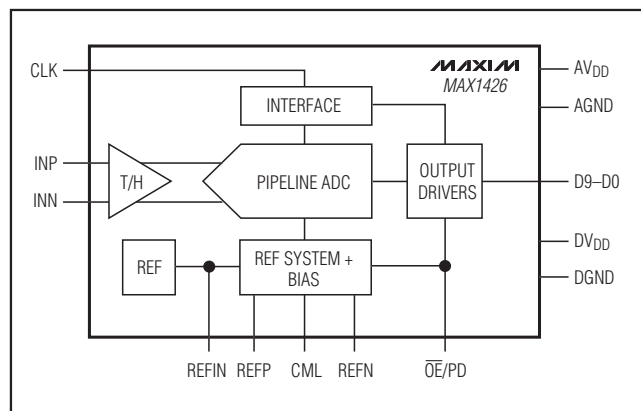 CLK
MAXIM
MAX1426
AVDD
AGND
INTERFACE
INP
INN
T/H
PIPELINE ADC
OUTPUT
DRIVERS
D9–D0
REF
REF SYSTEM +
BIAS
DVDD
DGND
REFIN
REFP
CML
REFN
O̅E̅/PD